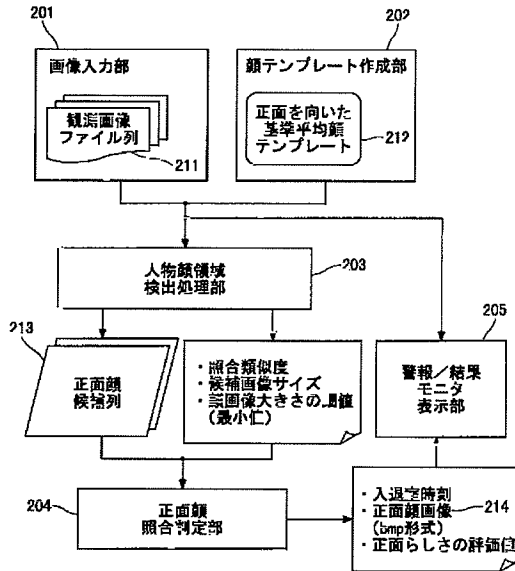 201
202
画像入力部
観測画像
ファイル列
211
顔テンプレート作成部
正面を向いた
基準平均顔
テンプレート
212
人物顔領域
検出処理部
203
213
正面顔
候補列
・照合類似度
・候補画像サイズ
・顔画像大きさの閾値
(最小値)
205
警報/結果
モニタ
表示部
204
正面顔
照合判定部
・入退室時刻
・正面顔画像
(bmp形式)
214
・正面らしさの評価値